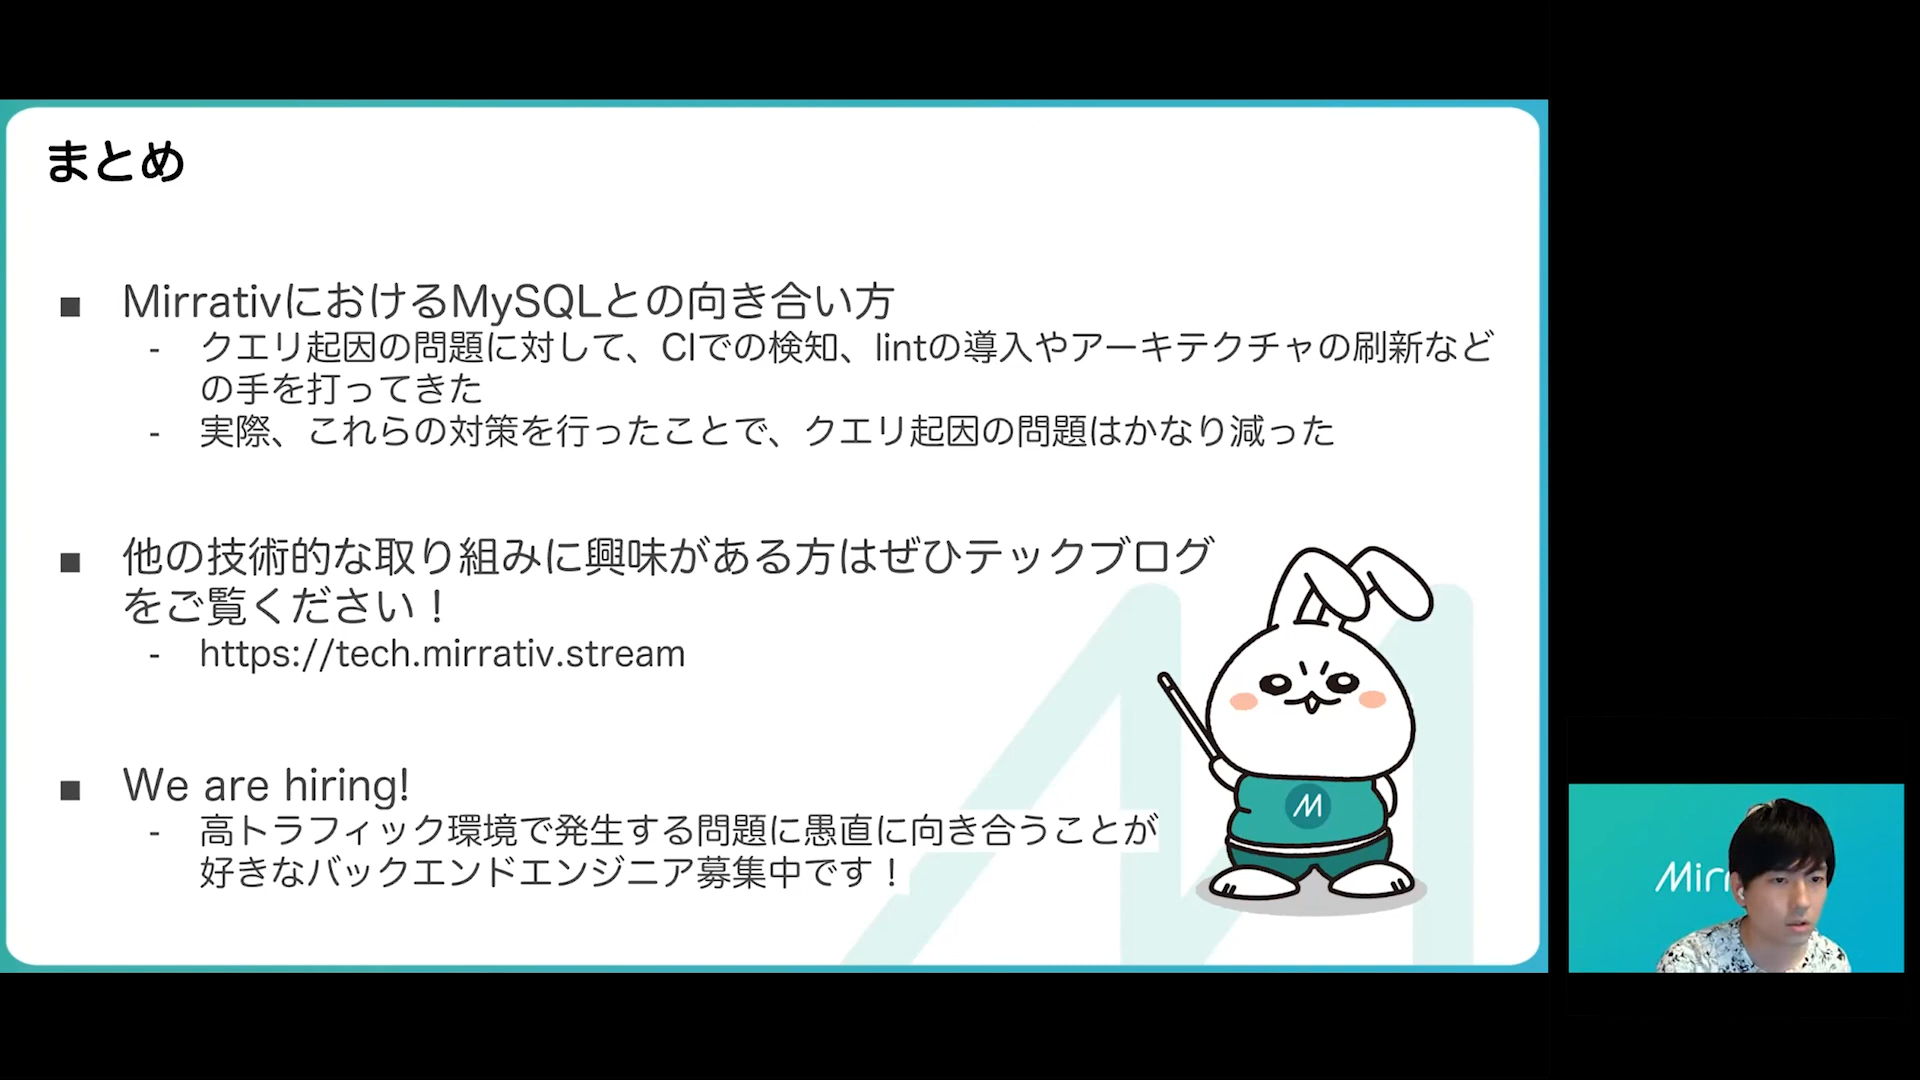 まとめ
■ MirrativにおけるMySQLとの向き合い方
- クエリ起因の問題に対して、CIでの検知、lintの導入やアーキテクチャの刷新など
の手を打ってきた
- 実際、これらの対策を行ったことで、クエリ起因の問題はかなり減った
■ 他の技術的な取り組みに興味がある方はぜひテックブログ
をご覧ください！
- https://tech.mirrativ.stream
■ We are hiring!
- 高トラフィック環境で発生する問題に愚直に向き合うことが
好きなバックエンドエンジニア募集中です！
M
Mirr